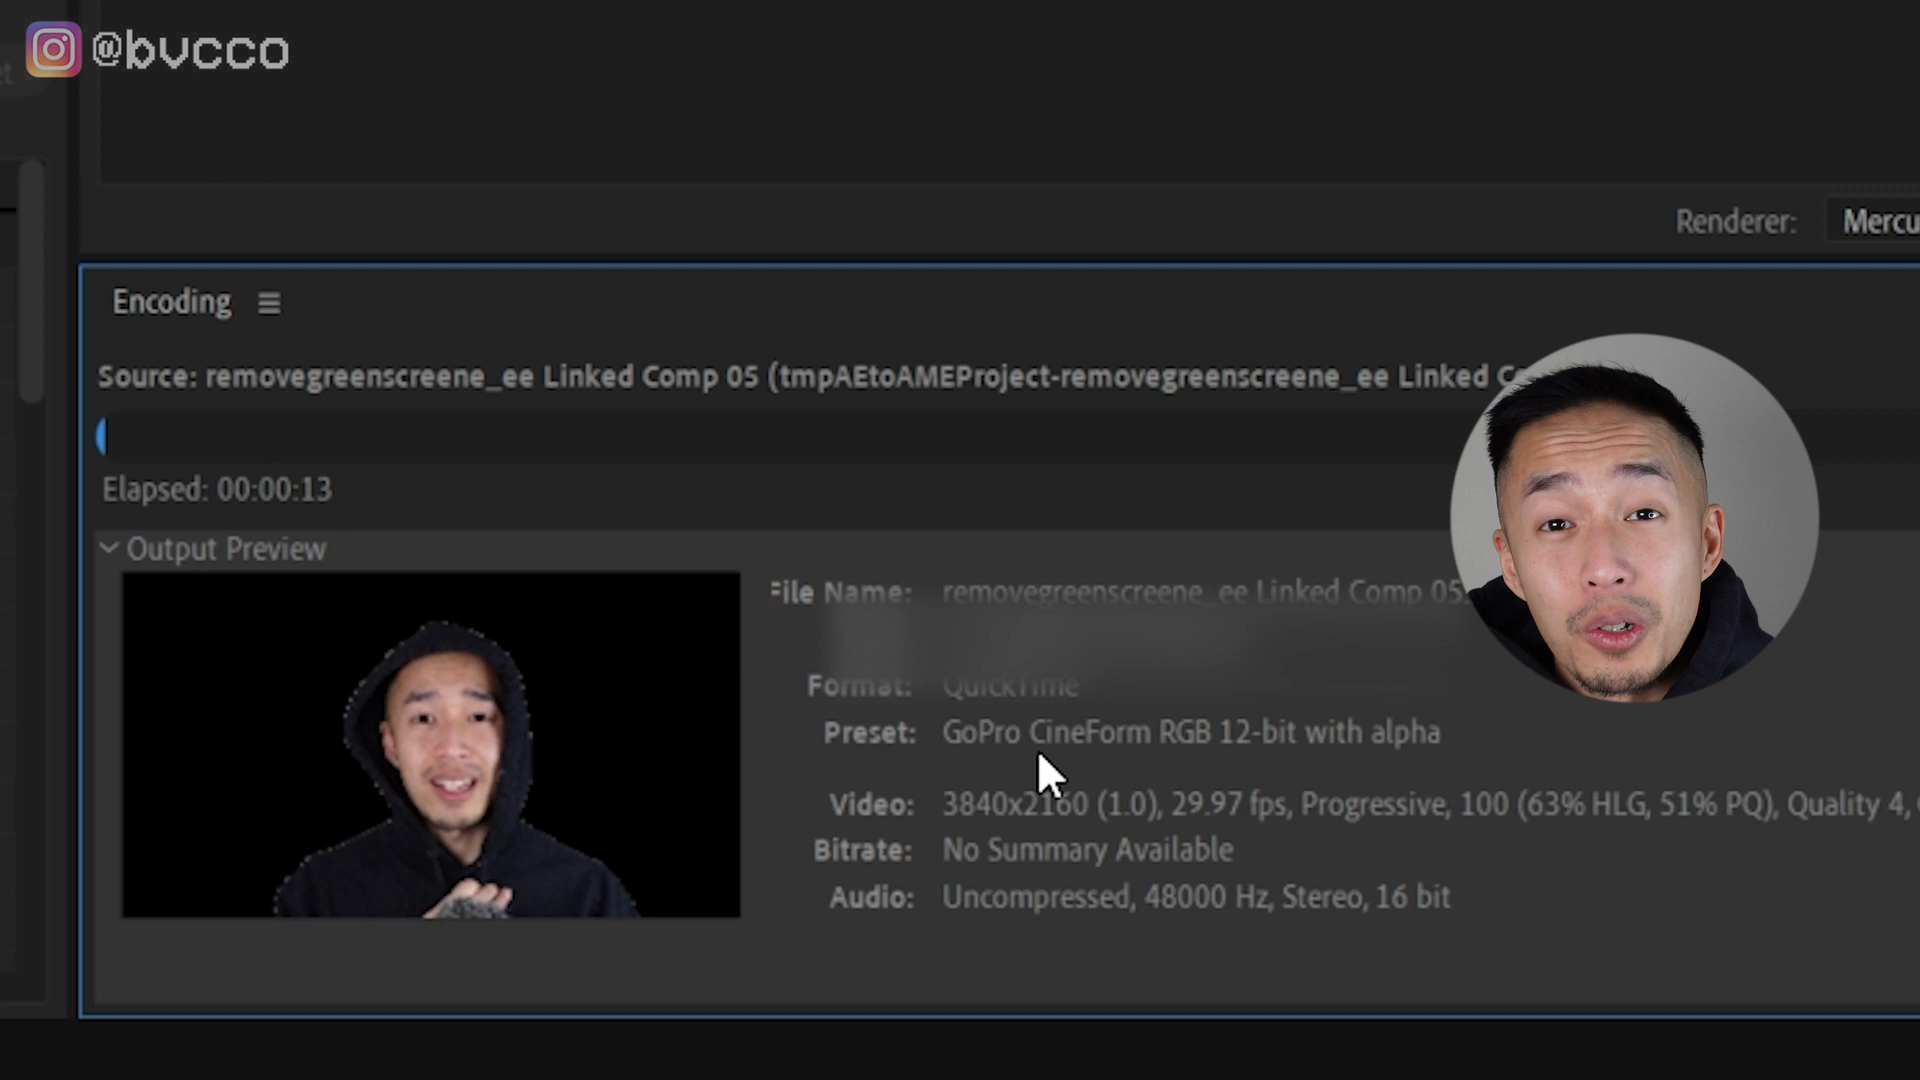 @bvcco
Renderer: Mercu
Encoding
Source: removegreenscreene_ee Linked Comp 05 (tmpAEtoAMEProject-removegreenscreene_ee Linked C
Elapsed: 00:00:13
Output Preview
File Name: removegreenscreene_ee Linked Comp 05
Format: QuickTime
Preset: GoPro CineForm RGB 12-bit with alpha
Video: 3840x2160 (1.0), 29.97 fps, Progressive, 100 (63% HLG, 51% PQ), Quality 4,
Bitrate: No Summary Available
Audio: Uncompressed, 48000 Hz, Stereo, 16 bit